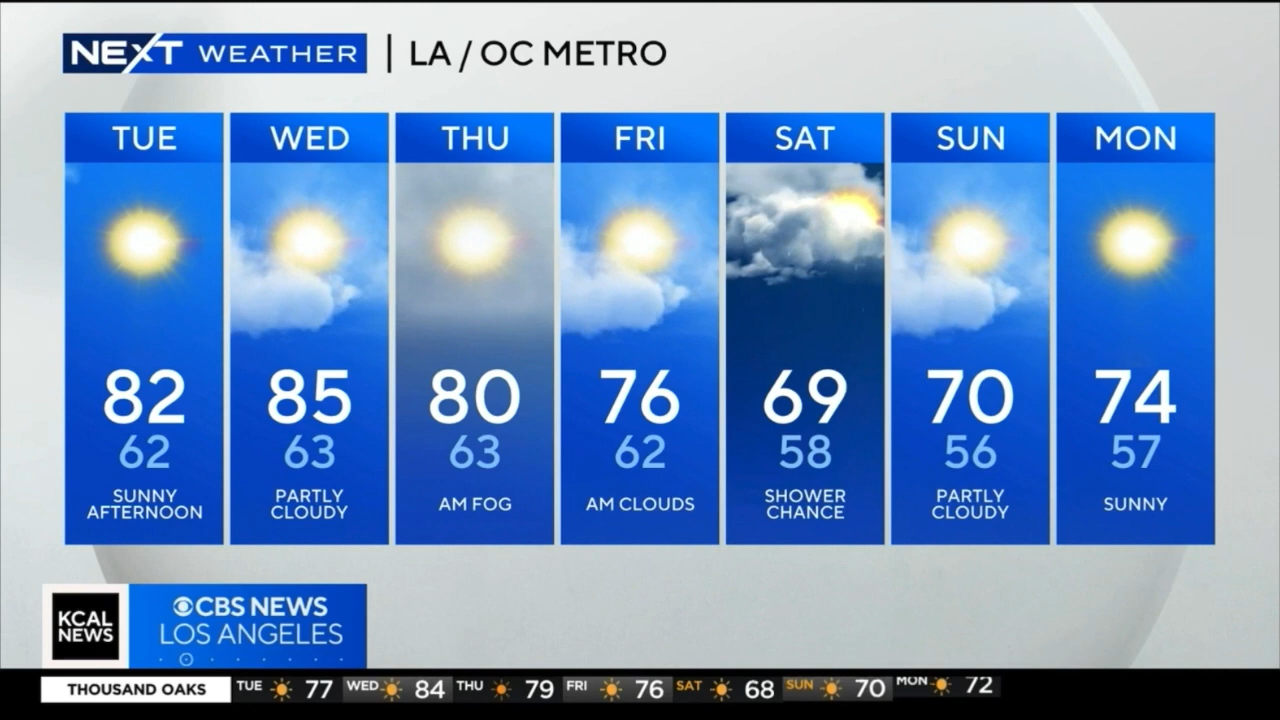 NEXT WEATHER | LA / OC METRO
TUE WED THU FRI SAT SUN MON
82 85 80 76 69 70 74
62 63 63 62 58 56 57
SUNNY AFTERNOON
PARTLY CLOUDY
AM FOG
AM CLOUDS
SHOWER CHANCE
PARTLY CLOUDY
SUNNY
KCAL NEWS
CBS NEWS
LOS ANGELES
THOUSAND OAKS TUE 77 WED 84 THU 79 FRI 76 SAT 68 SUN 70 MON 72